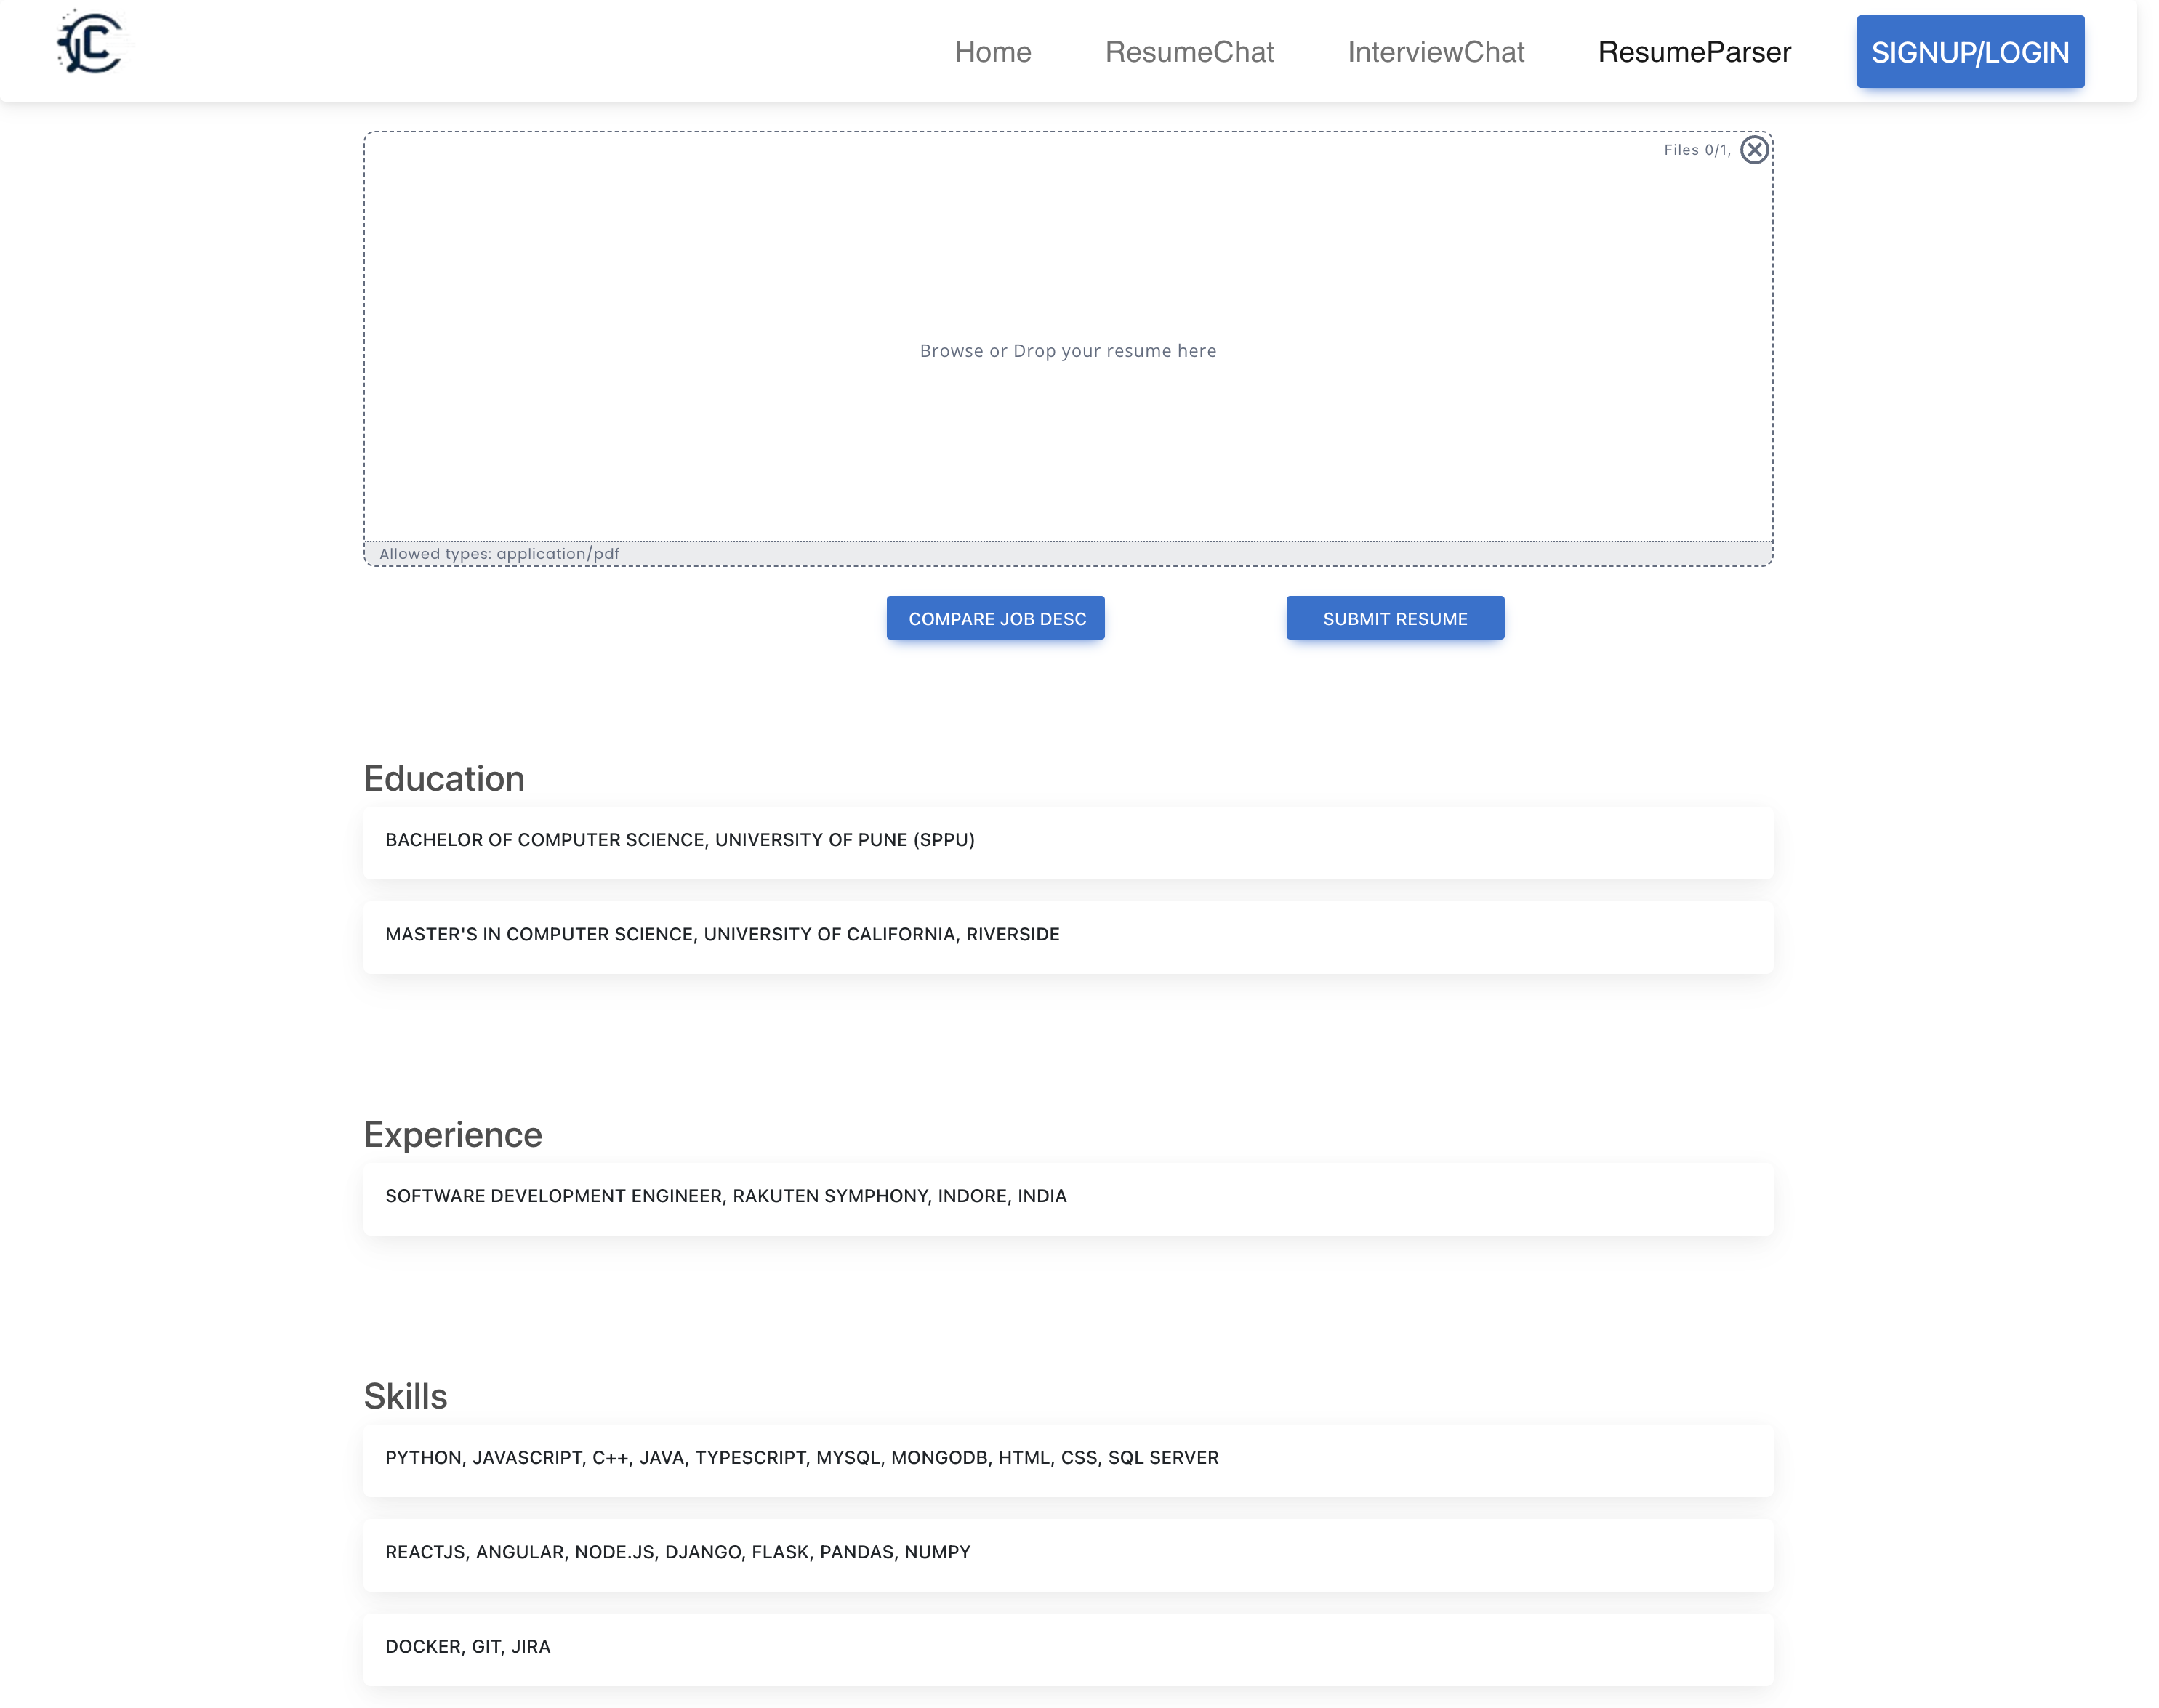 C
Home ResumeChat InterviewChat ResumeParser SIGNUP/LOGIN
Files 0/1,
Browse or Drop your resume here
Allowed types: application/pdf
COMPARE JOB DESC SUBMIT RESUME
Education
BACHELOR OF COMPUTER SCIENCE, UNIVERSITY OF PUNE (SPPU)
MASTER'S IN COMPUTER SCIENCE, UNIVERSITY OF CALIFORNIA, RIVERSIDE
Experience
SOFTWARE DEVELOPMENT ENGINEER, RAKUTEN SYMPHONY, INDORE, INDIA
Skills
PYTHON, JAVASCRIPT, C++, JAVA, TYPESCRIPT, MYSQL, MONGODB, HTML, CSS, SQL SERVER
REACTJS, ANGULAR, NODE.JS, DJANGO, FLASK, PANDAS, NUMPY
DOCKER, GIT, JIRA